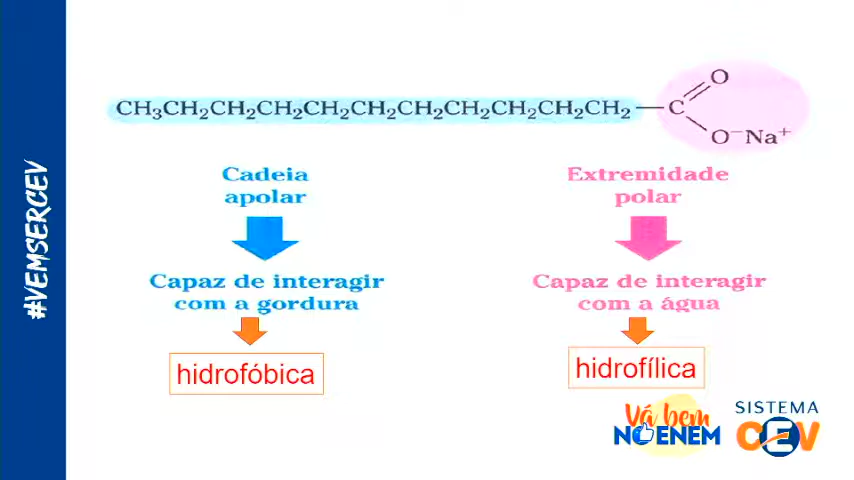 #VEMSERCEV
CH₃CH₂CH₂CH₂CH₂CH₂CH₂CH₂CH₂CH₂CH₂—C
O
O⁻Na⁺
Cadeia
apolar
Capaz de interagir
com a gordura
hidrofóbica
Extremidade
polar
Capaz de interagir
com a água
hidrofílica
Vá bem
NO ENEM
SISTEMA
CEV